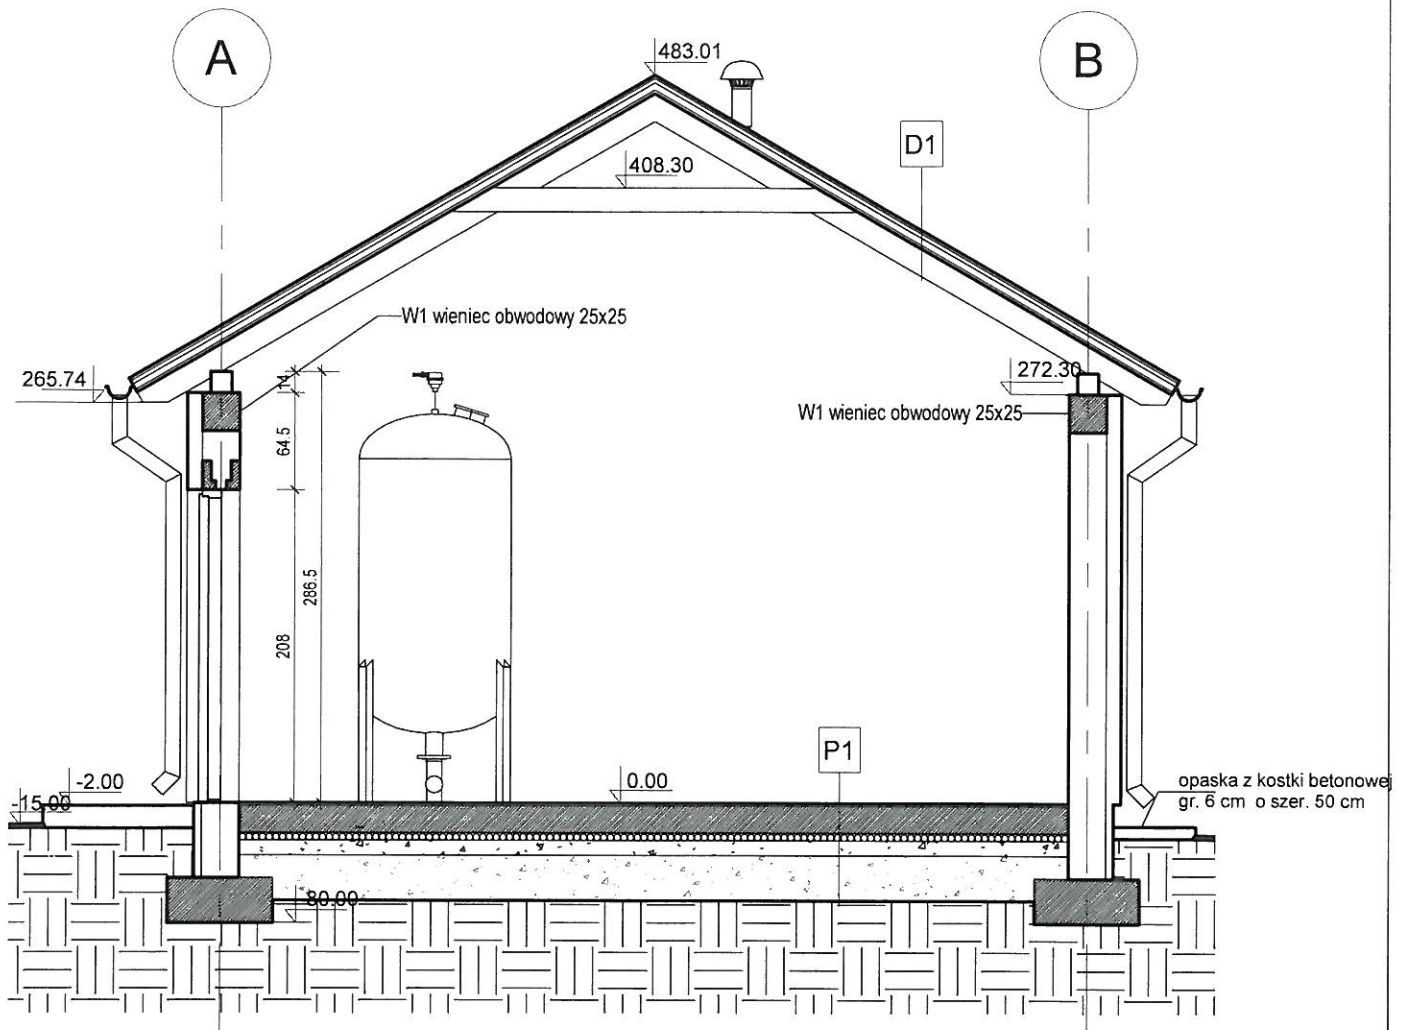 A
B
483.01
D1
408.30
W1 wieniec obwodowy 25x25
265.74
14
272.30
W1 wieniec obwodowy 25x25
64.5
286.5
208
P1
-2.00
0.00
opaska z kostki betonowej
-15.00
gr. 6 cm o szer. 50 cm
-80.00